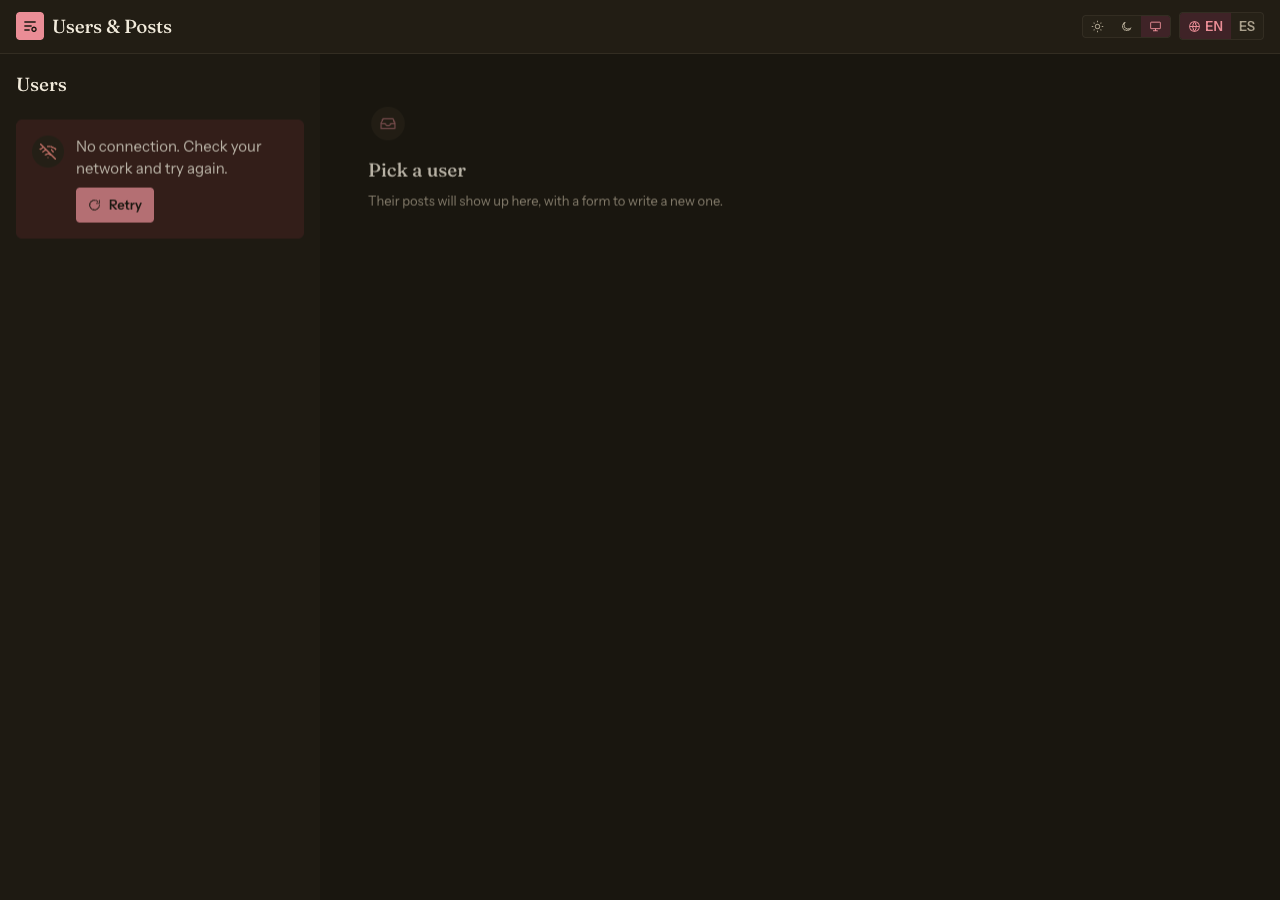 Users & Posts
EN
ES
Users
No connection. Check your
network and try again.
Retry
Pick a user
Their posts will show up here, with a form to write a new one.